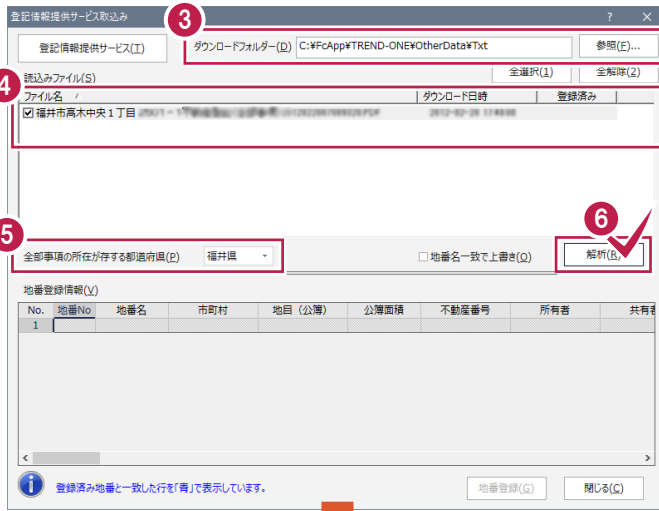 登記情報提供サービス取込み ? ×
3
登記情報提供サービス(T) ダウンロードフォルダー(D) C:¥FcApp¥TREND-ONE¥OtherData¥Txt 参照(F)...
読込みファイル(S) 全選択(1) 全解除(2)
4
ファイル名 ダウンロード日時 登録済み
福井市高木中央1丁目
5
6
全部事項の所在が存する都道府県(P) 福井県 地番名一致で上書き(O) 解析(R)
地番登録情報(V)
No. 地番No 地番名 市町村 地目(公簿) 公簿面積 不動産番号 所有者 共有者
1
登録済み地番と一致した行を「青」で表示しています。 地番登録(G) 閉じる(C)